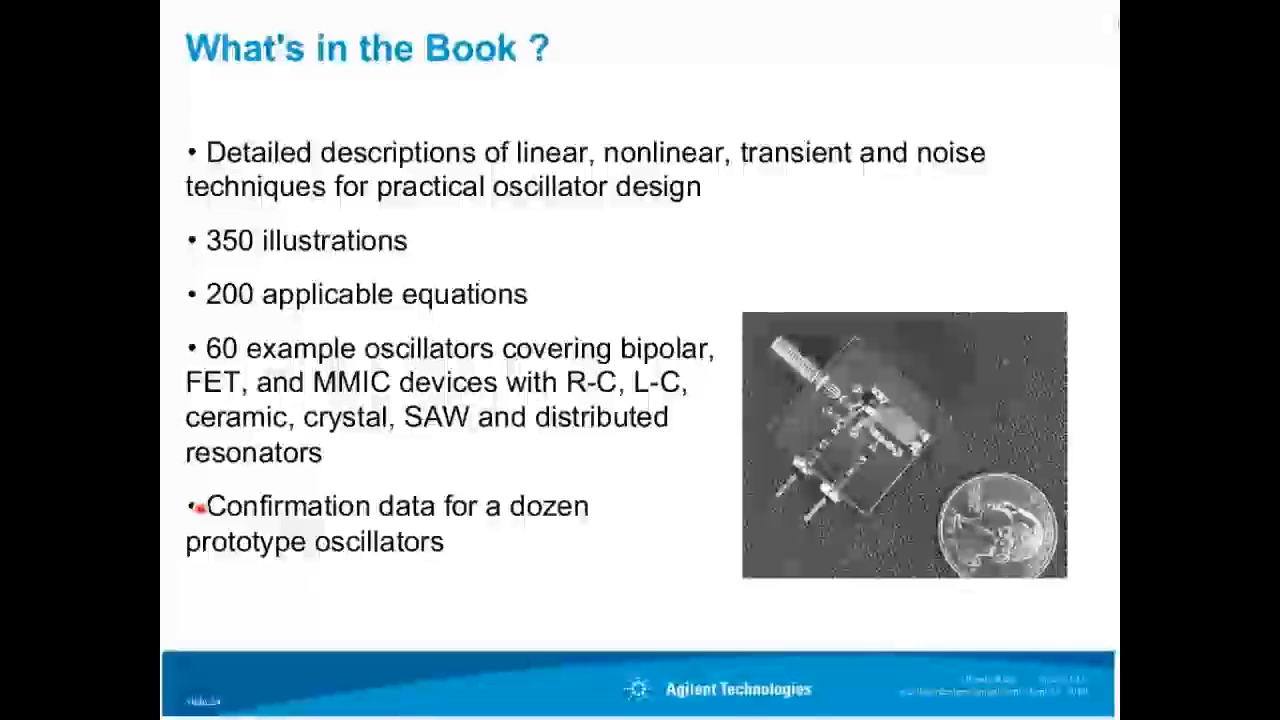 What's in the Book ?
• Detailed descriptions of linear, nonlinear, transient and noise
techniques for practical oscillator design
• 350 illustrations
• 200 applicable equations
• 60 example oscillators covering bipolar,
FET, and MMIC devices with R-C, L-C,
ceramic, crystal, SAW and distributed
resonators
• Confirmation data for a dozen
prototype oscillators
Agilent Technologies